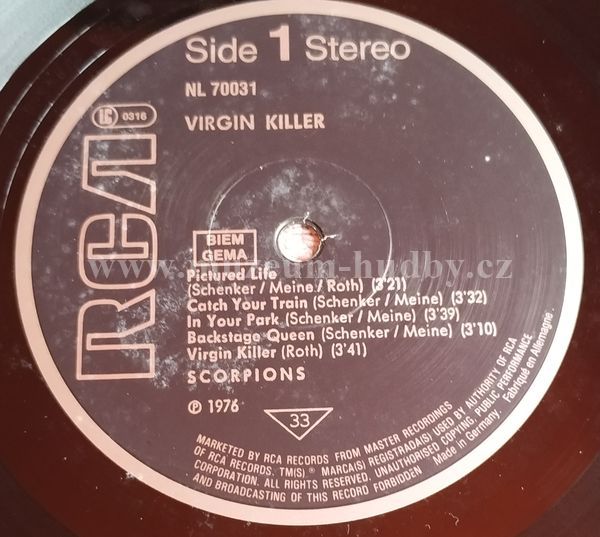 Side 1 Stereo
NL 70031
LC 0316
VIRGIN KILLER
RCA
BIEM
GEMA
www.muzeum-hudby.cz
Pictured Life
(Schenker / Meine / Roth) (3'21)
Catch Your Train (Schenker / Meine) (3'32)
In Your Park (Schenker / Meine) (3'39)
Backstage Queen (Schenker / Meine) (3'10)
Virgin Killer (Roth) (3'41)
SCORPIONS
℗ 1976
33
MARKETED BY RCA RECORDS FROM MASTER RECORDINGS
OF RCA RECORDS. TM(S) ® MARCA(S) REGISTRADA(S) USED BY AUTHORITY OF RCA
CORPORATION. ALL RIGHTS RESERVED. UNAUTHORISED COPYING, PUBLIC PERFORMANCE
AND BROADCASTING OF THIS RECORD FORBIDDEN
Made in Germany. Fabriqué en Allemagne.